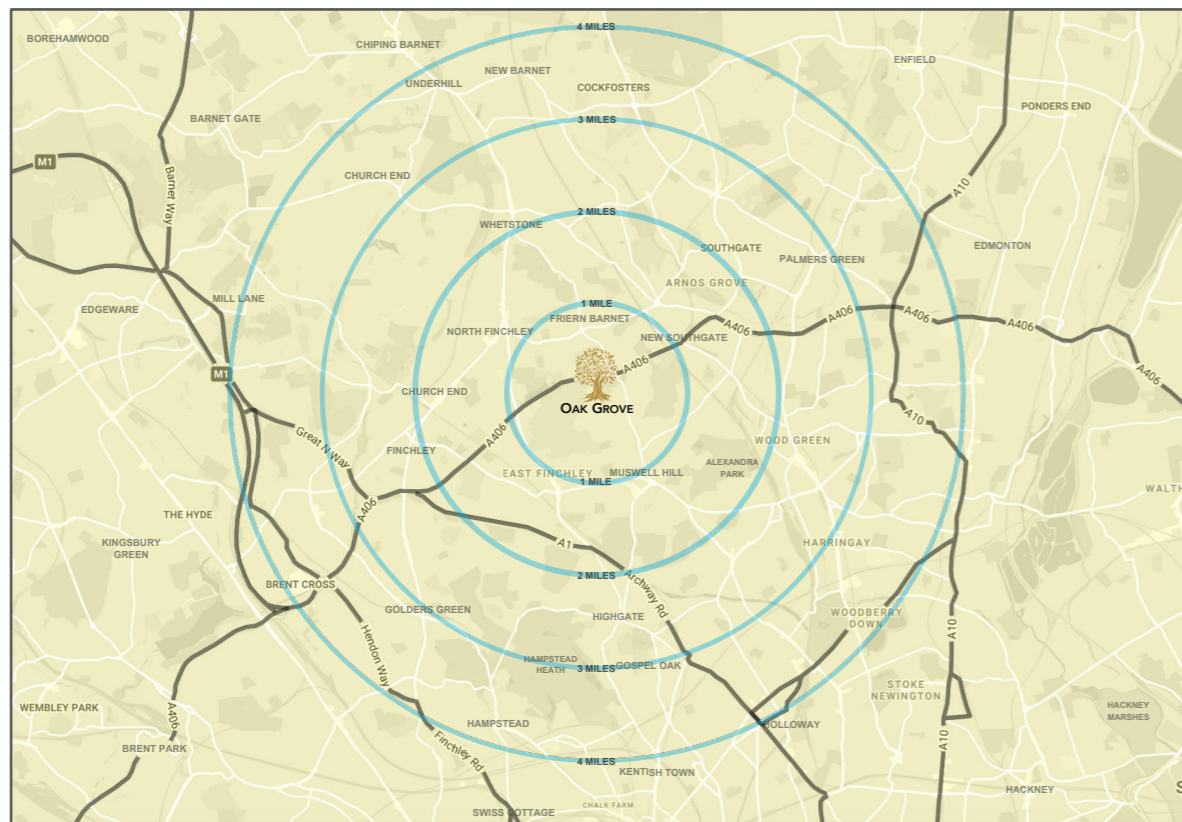 4 MILES
BOREHAMWOOD
CHIPING BARNET
NEW BARNET
ENFIELD
UNDERHILL
COCKFOSTERS
PONDERS END
BARNET GATE
3 MILES
M1
Barnet Way
CHURCH END
A10
2 MILES
WHETSTONE
SOUTHGATE
EDMONTON
PALMERS GREEN
ARNOS GROVE
MILL LANE
EDGEWARE
1 MILE
FRIERN BARNET
NORTH FINCHLEY
NEW SOUTHGATE
A406
A406
A406
A406
A406
A406
M1
CHURCH END
OAK GROVE
A10
A406
Great N Way
FINCHLEY
WOOD GREEN
EAST FINCHLEY
MUSWELL HILL
ALEXANDRA
PARK
1 MILE
WALTH
A406
THE HYDE
KINGSBURY
GREEN
A1
HARRINGAY
BRENT CROSS
2 MILES
Archway Rd
GOLDERS GREEN
HIGHGATE
WOODBERRY
DOWN
A10
Hendon Way
HAMPSTEAD
HEATH
3 MILES
GOSPEL OAK
STOKE
NEWINGTON
WEMBLEY PARK
A406
HACKNEY
MARSHES
HAMPSTEAD
HOLLOWAY
A10
BRENT PARK
Finchley Rd
4 MILES
KENTISH TOWN
HACKNEY
S
CHALK FARM
SWISS COTTAGE